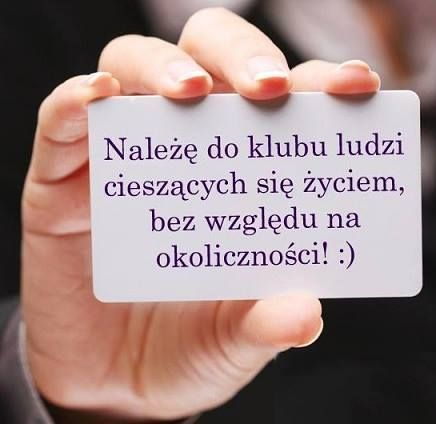 Należę do klubu ludzi
cieszących się życiem,
bez względu na
okoliczności! :)